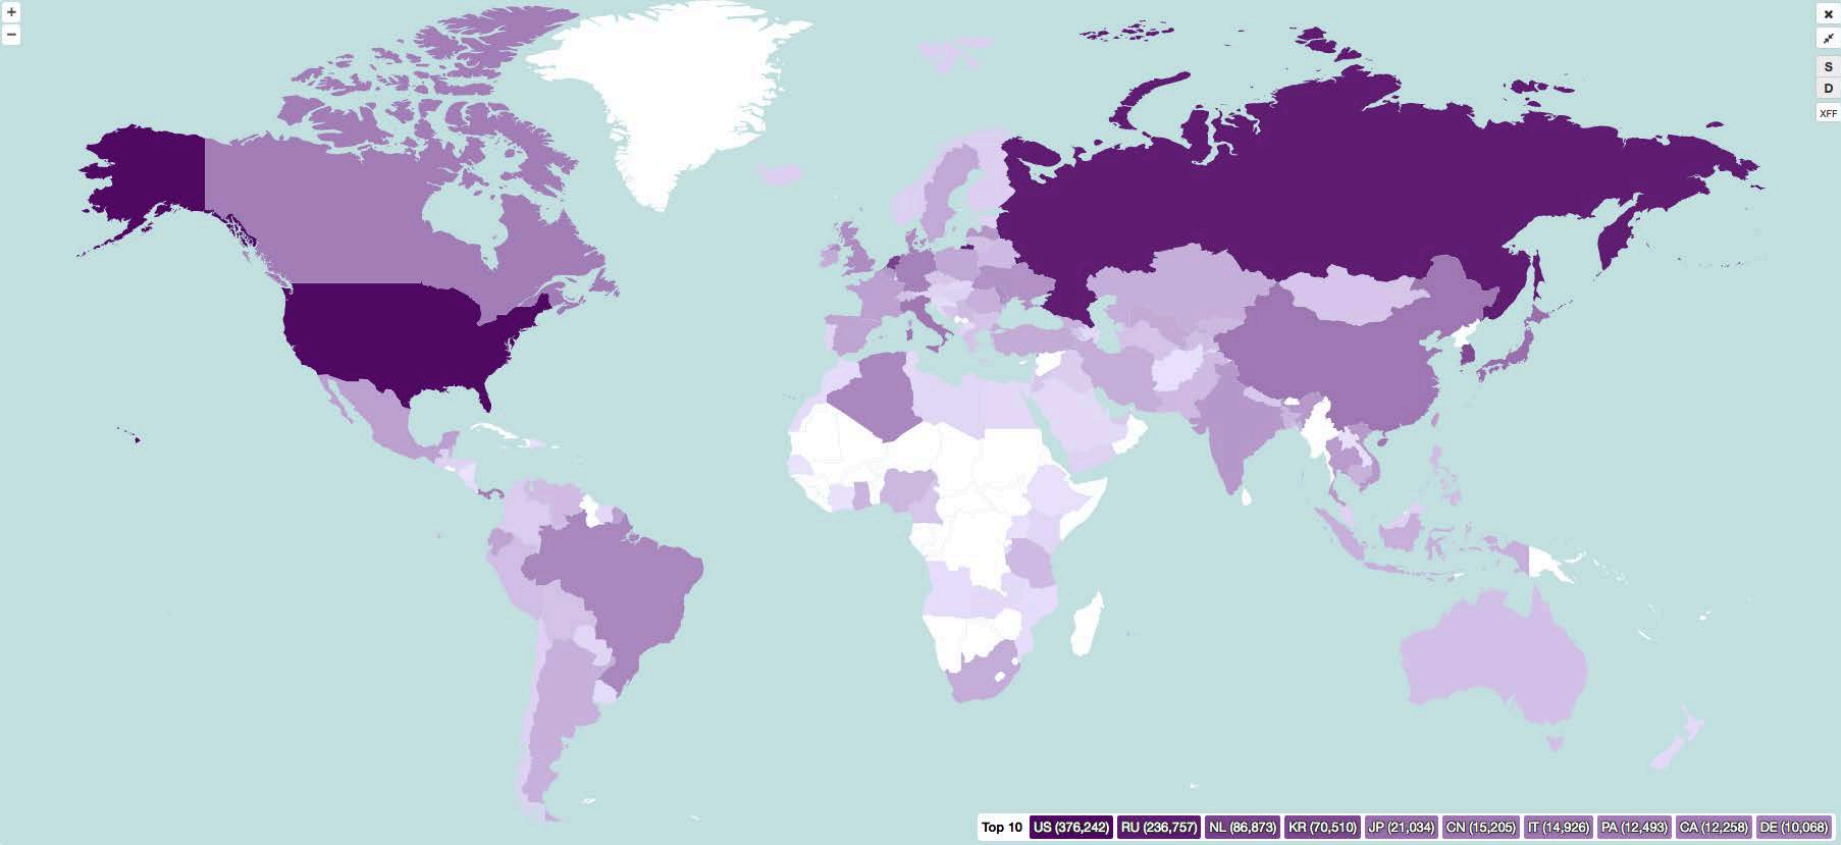 +
−
S
D
XFF
Top 10 US (376,242) RU (236,757) NL (86,873) KR (70,510) JP (21,034) CN (15,205) IT (14,926) PA (12,493) CA (12,258) DE (10,068)